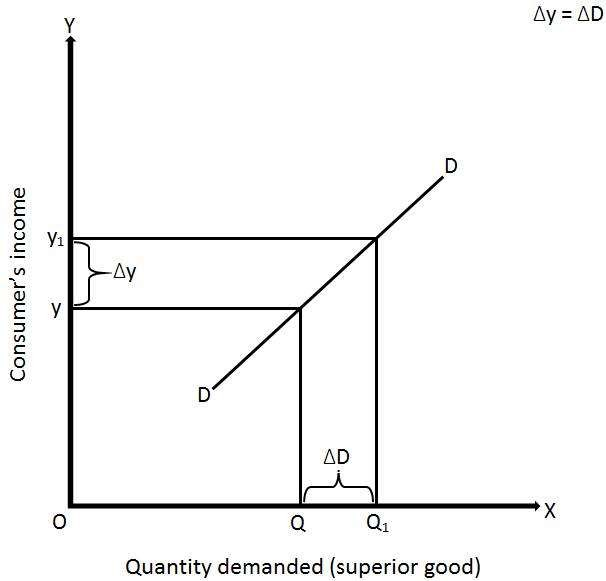 Δy = ΔD
Y
D
Consumer's income
y₁
Δy
y
D
ΔD
O
Q
Q₁
X
Quantity demanded (superior good)